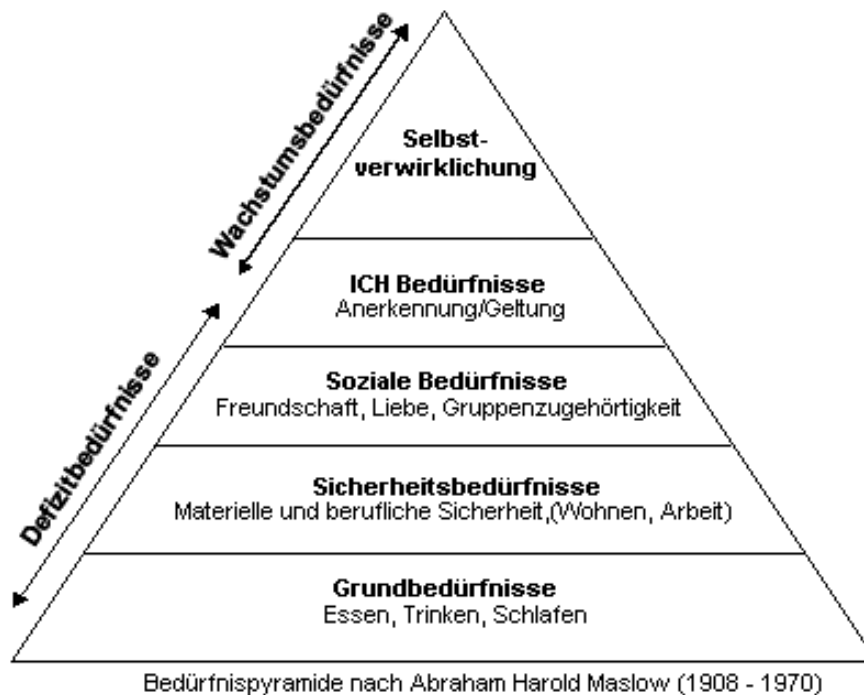 Wachstumsbedürfnisse
Defizitbedürfnisse
Selbst-
verwirklichung
ICH Bedürfnisse
Anerkennung/Geltung
Soziale Bedürfnisse
Freundschaft, Liebe, Gruppenzugehörtigkeit
Sicherheitsbedürfnisse
Materielle und berufliche Sicherheit,(Wohnen, Arbeit)
Grundbedürfnisse
Essen, Trinken, Schlafen
Bedürfnispyramide nach Abraham Harold Maslow (1908 - 1970)